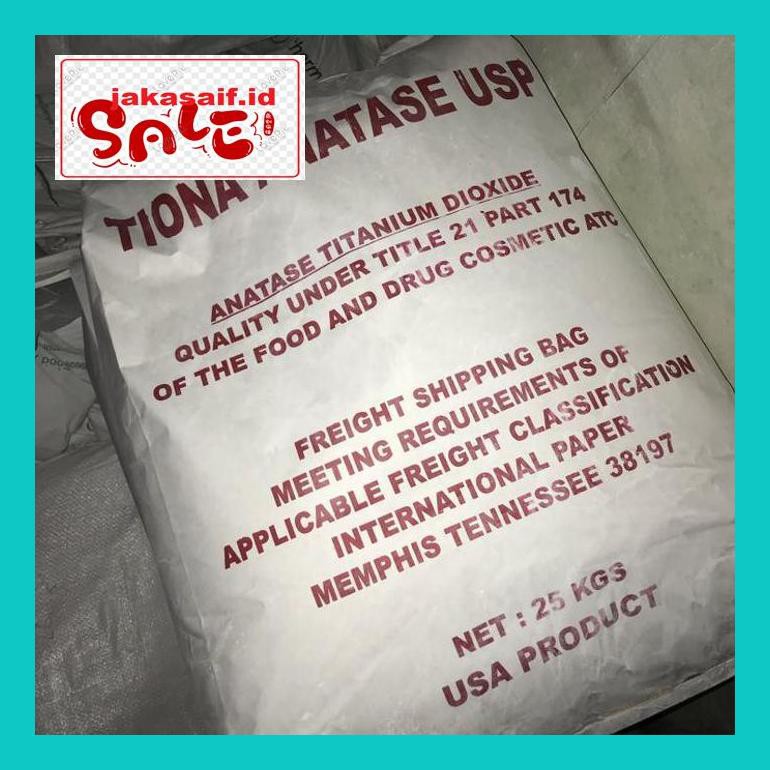 jakasaif.id
SALE!
TIONA ANATASE USP
ANATASE TITANIUM DIOXIDE
QUALITY UNDER TITLE 21 PART 174
OF THE FOOD AND DRUG COSMETIC ATC
FREIGHT SHIPPING BAG
MEETING REQUIREMENTS OF
APPLICABLE FREIGHT CLASSIFICATION
INTERNATIONAL PAPER
MEMPHIS TENNESSEE 38197
NET : 25 KGS
USA PRODUCT